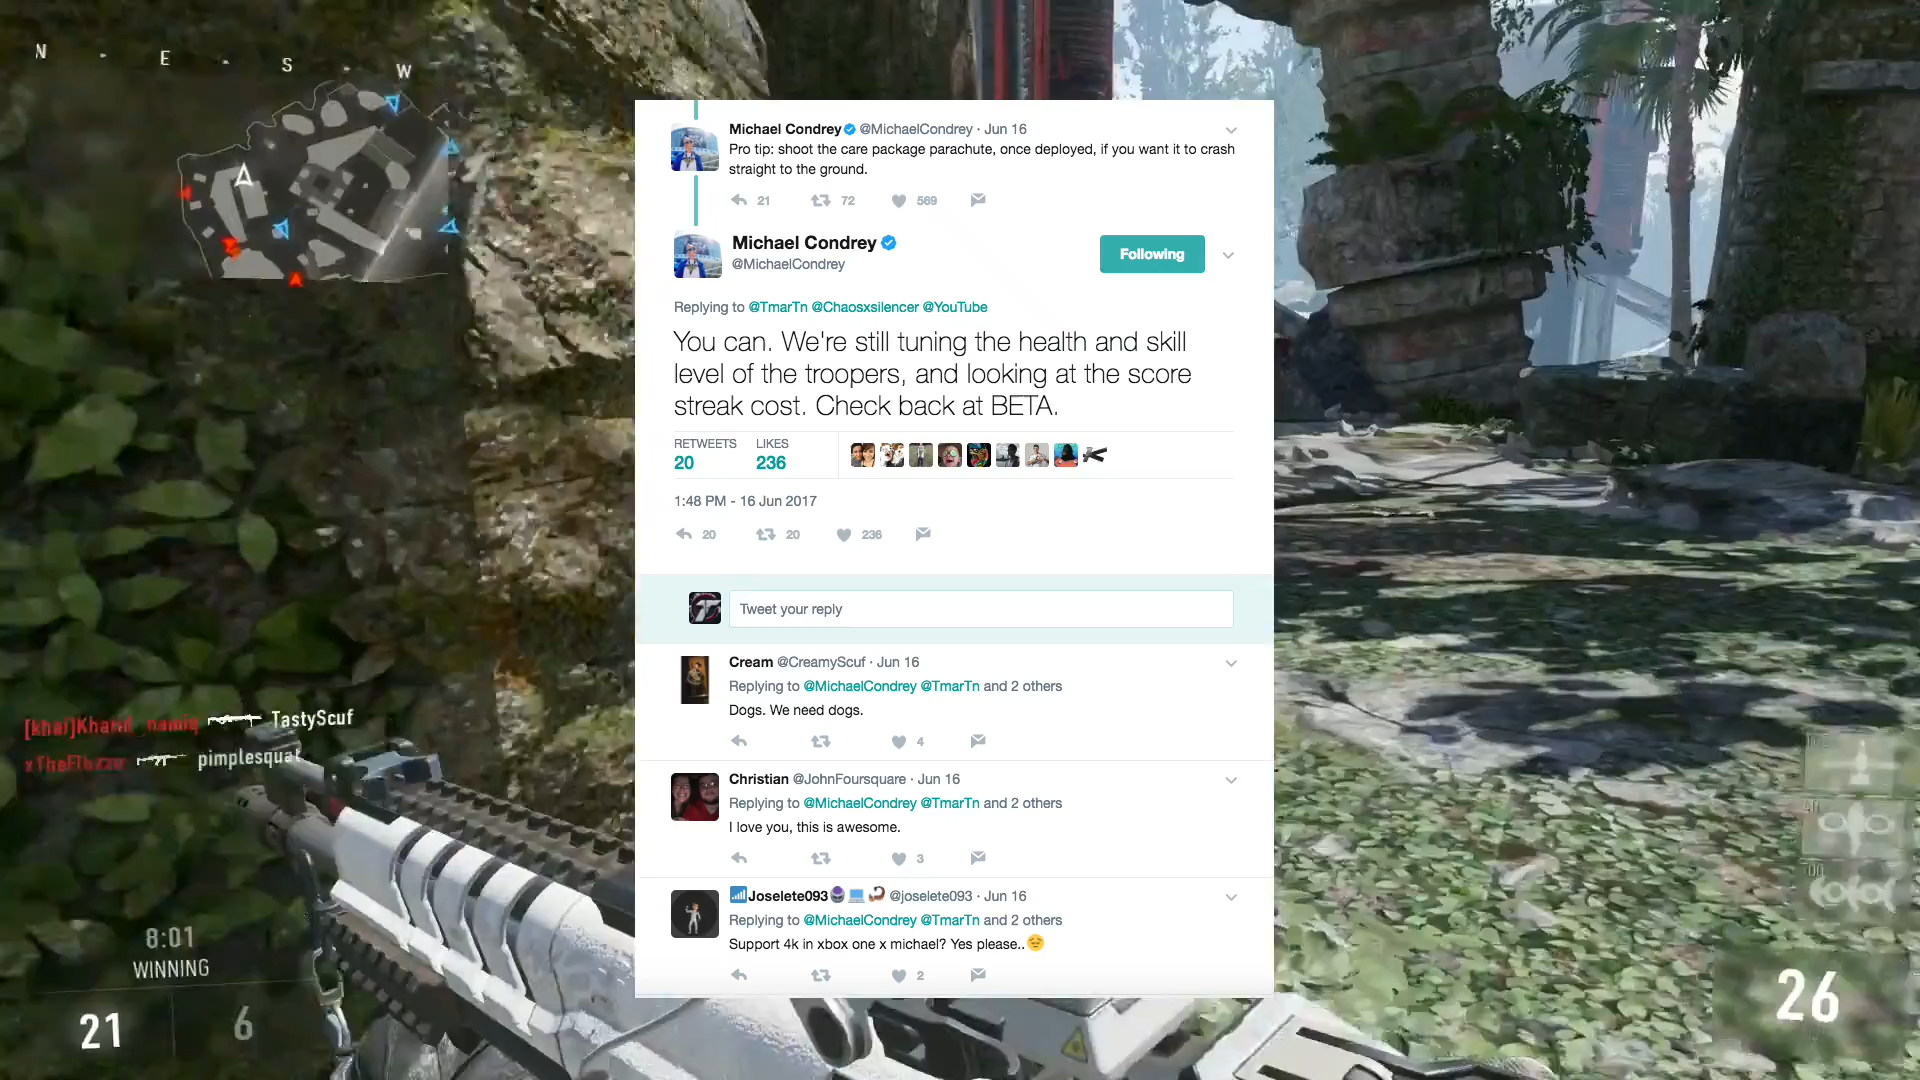 N - E - S - W
Michael Condrey @MichaelCondrey · Jun 16
Pro tip: shoot the care package parachute, once deployed, if you want it to crash
straight to the ground.
21 72 569
Michael Condrey
@MichaelCondrey
Following
Replying to @TmarTn @Chaosxsilencer @YouTube
You can. We're still tuning the health and skill
level of the troopers, and looking at the score
streak cost. Check back at BETA.
RETWEETS LIKES
20 236
1:48 PM - 16 Jun 2017
20 20 236
Tweet your reply
Cream @CreamyScuf · Jun 16
Replying to @MichaelCondrey @TmarTn and 2 others
Dogs. We need dogs.
4
Christian @JohnFoursquare · Jun 16
Replying to @MichaelCondrey @TmarTn and 2 others
I love you, this is awesome.
3
Joselete093 @joselete093 · Jun 16
Replying to @MichaelCondrey @TmarTn and 2 others
Support 4k in xbox one x michael? Yes please..😔
2
TastyScuf
pimplesquat
8:01
WINNING
21 6
26